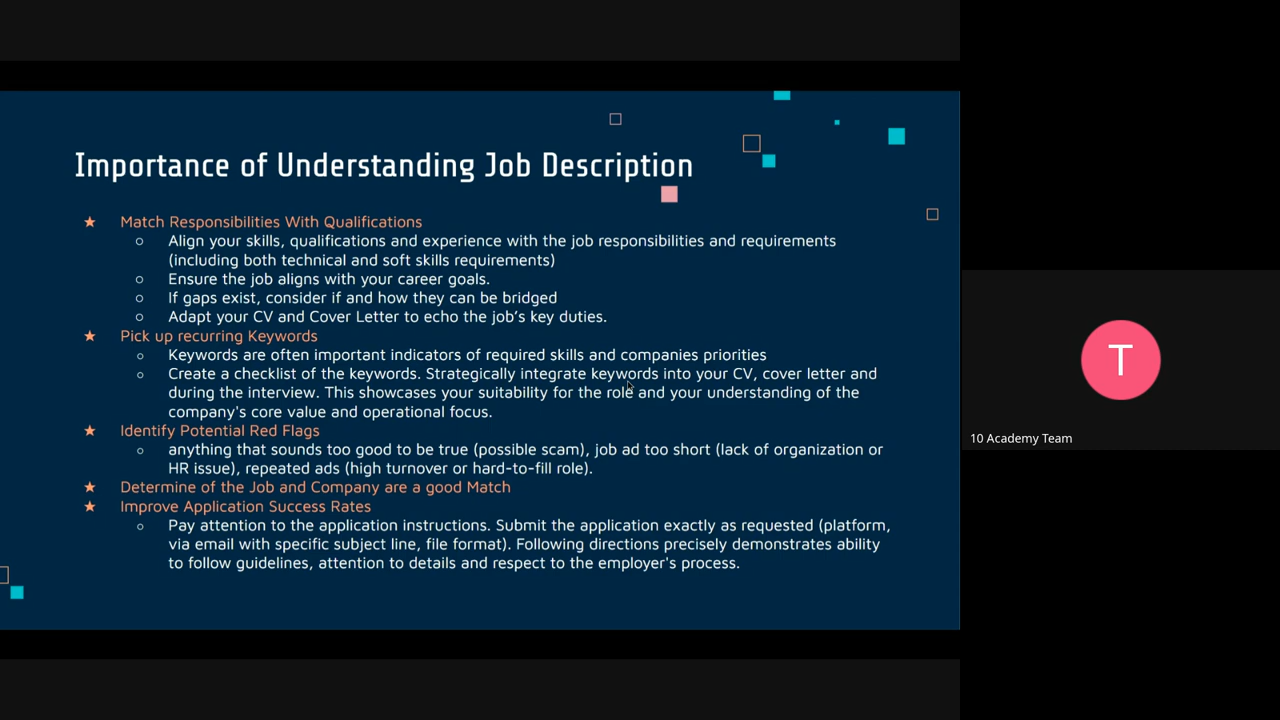 Importance of Understanding Job Description
★ Match Responsibilities With Qualifications
○ Align your skills, qualifications and experience with the job responsibilities and requirements
(including both technical and soft skills requirements)
○ Ensure the job aligns with your career goals.
○ If gaps exist, consider if and how they can be bridged
○ Adapt your CV and Cover Letter to echo the job’s key duties.
★ Pick up recurring Keywords
○ Keywords are often important indicators of required skills and companies priorities
○ Create a checklist of the keywords. Strategically integrate keywords into your CV, cover letter and
during the interview. This showcases your suitability for the role and your understanding of the
company's core value and operational focus.
★ Identify Potential Red Flags
○ anything that sounds too good to be true (possible scam), job ad too short (lack of organization or
HR issue), repeated ads (high turnover or hard-to-fill role).
★ Determine of the Job and Company are a good Match
★ Improve Application Success Rates
○ Pay attention to the application instructions. Submit the application exactly as requested (platform,
via email with specific subject line, file format). Following directions precisely demonstrates ability
to follow guidelines, attention to details and respect to the employer's process.
T
10 Academy Team